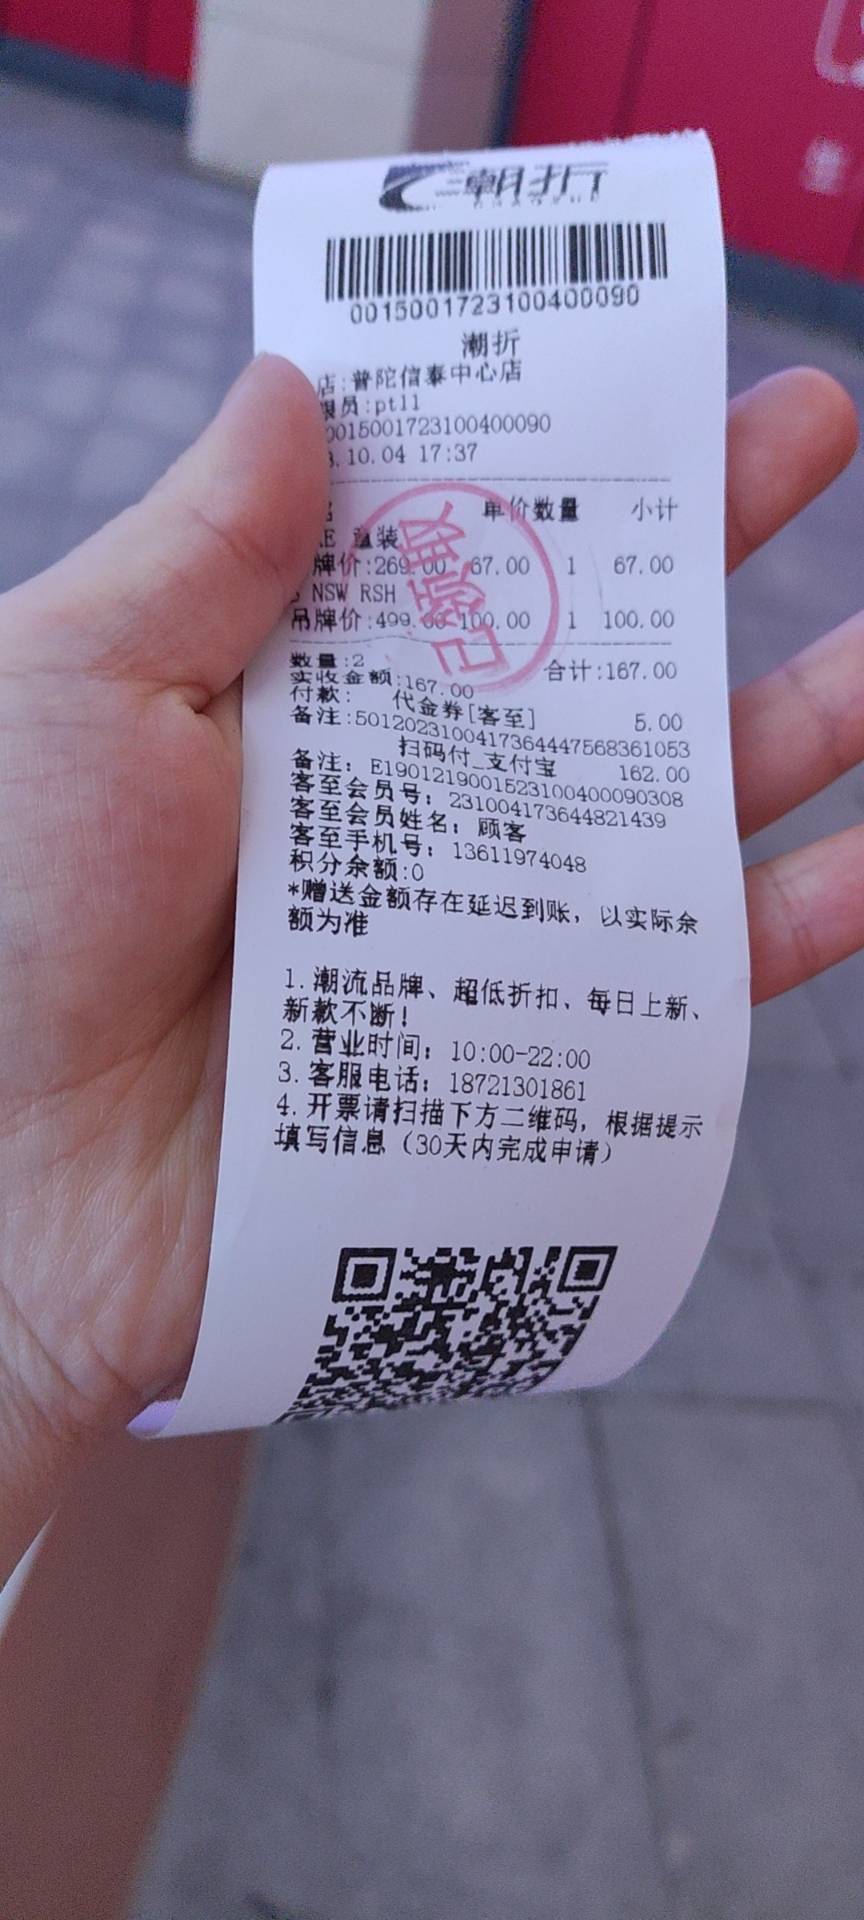 潮折
0015001723100400090
潮折
店:普陀信泰中心店
员:pt11
0015001723100400090
.10.04 17:37
单价数量 小计
E 童装
牌价:269.00 67.00 1 67.00
NSW RSH
吊牌价:499.00 100.00 1 100.00
数量:2 合计:167.00
实收金额:167.00
付款: 代金券[客至] 5.00
备注:5012023100417364447568361053
扫码付_支付宝 162.00
备注: E1901219001523100400090308
客至会员号: 2310041736448214​39
客至会员姓名: 顾客
客至手机号: 13611974048
积分余额:0
*赠送金额存在延迟到账, 以实际余
额为准
1.潮流品牌、超低折扣、每日上新、
新款不断!
2.营业时间: 10:00-22:00
3.客服电话: 18721301861
4.开票请扫描下方二维码, 根据提示
填写信息 (30天内完成申请)
已领取